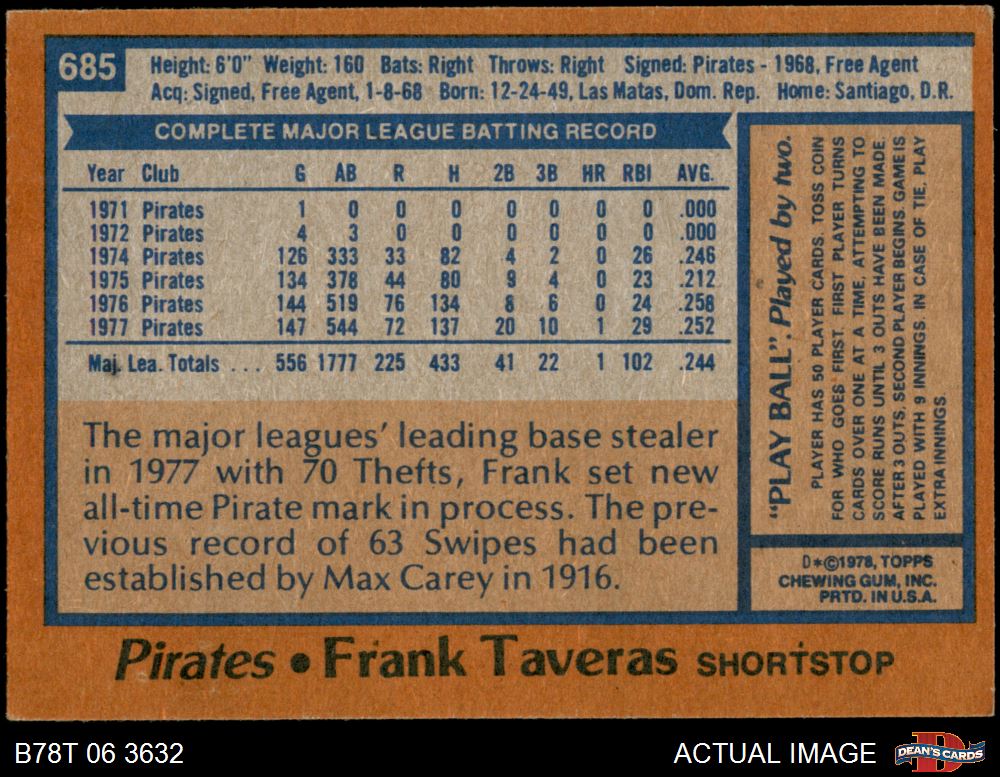 685
Height: 6'0" Weight: 160 Bats: Right Throws: Right Signed: Pirates - 1968, Free Agent
Acq: Signed, Free Agent, 1-8-68 Born: 12-24-49, Las Matas, Dom. Rep. Home: Santiago, D.R.
COMPLETE MAJOR LEAGUE BATTING RECORD
Year Club G AB R H 2B 3B HR RBI AVG.
1971 Pirates 1 0 0 0 0 0 0 0 .000
1972 Pirates 4 3 0 0 0 0 0 0 .000
1974 Pirates 126 333 33 82 4 2 0 26 .246
1975 Pirates 134 378 44 80 9 4 0 23 .212
1976 Pirates 144 519 76 134 8 6 0 24 .258
1977 Pirates 147 544 72 137 20 10 1 29 .252
Maj. Lea. Totals . . . 556 1777 225 433 41 22 1 102 .244
The major leagues' leading base stealer
in 1977 with 70 Thefts, Frank set new
all-time Pirate mark in process. The pre-
vious record of 63 Swipes had been
established by Max Carey in 1916.
"PLAY BALL". Played by two.
PLAYER HAS 50 PLAYER CARDS. TOSS COIN
FOR WHO GOES FIRST. FIRST PLAYER TURNS
CARDS OVER ONE AT A TIME, ATTEMPTING TO
SCORE RUNS UNTIL 3 OUTS HAVE BEEN MADE.
AFTER 3 OUTS, SECOND PLAYER BEGINS. GAME IS
PLAYED WITH 9 INNINGS. IN CASE OF TIE, PLAY
EXTRA INNINGS.
D*©1978, TOPPS
CHEWING GUM, INC.
PRTD. IN U.S.A.
Pirates • Frank Taveras SHORTSTOP
B78T 06 3632
ACTUAL IMAGE
D
DEAN'S CARDS